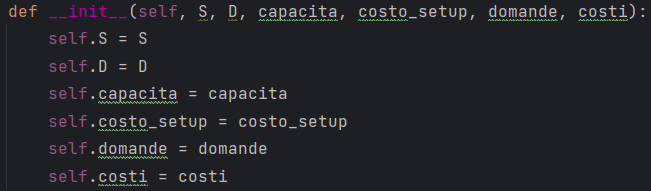 def __init__(self, S, D, capacita, costo_setup, domande, costi):
    self.S = S
    self.D = D
    self.capacita = capacita
    self.costo_setup = costo_setup
    self.domande = domande
    self.costi = costi